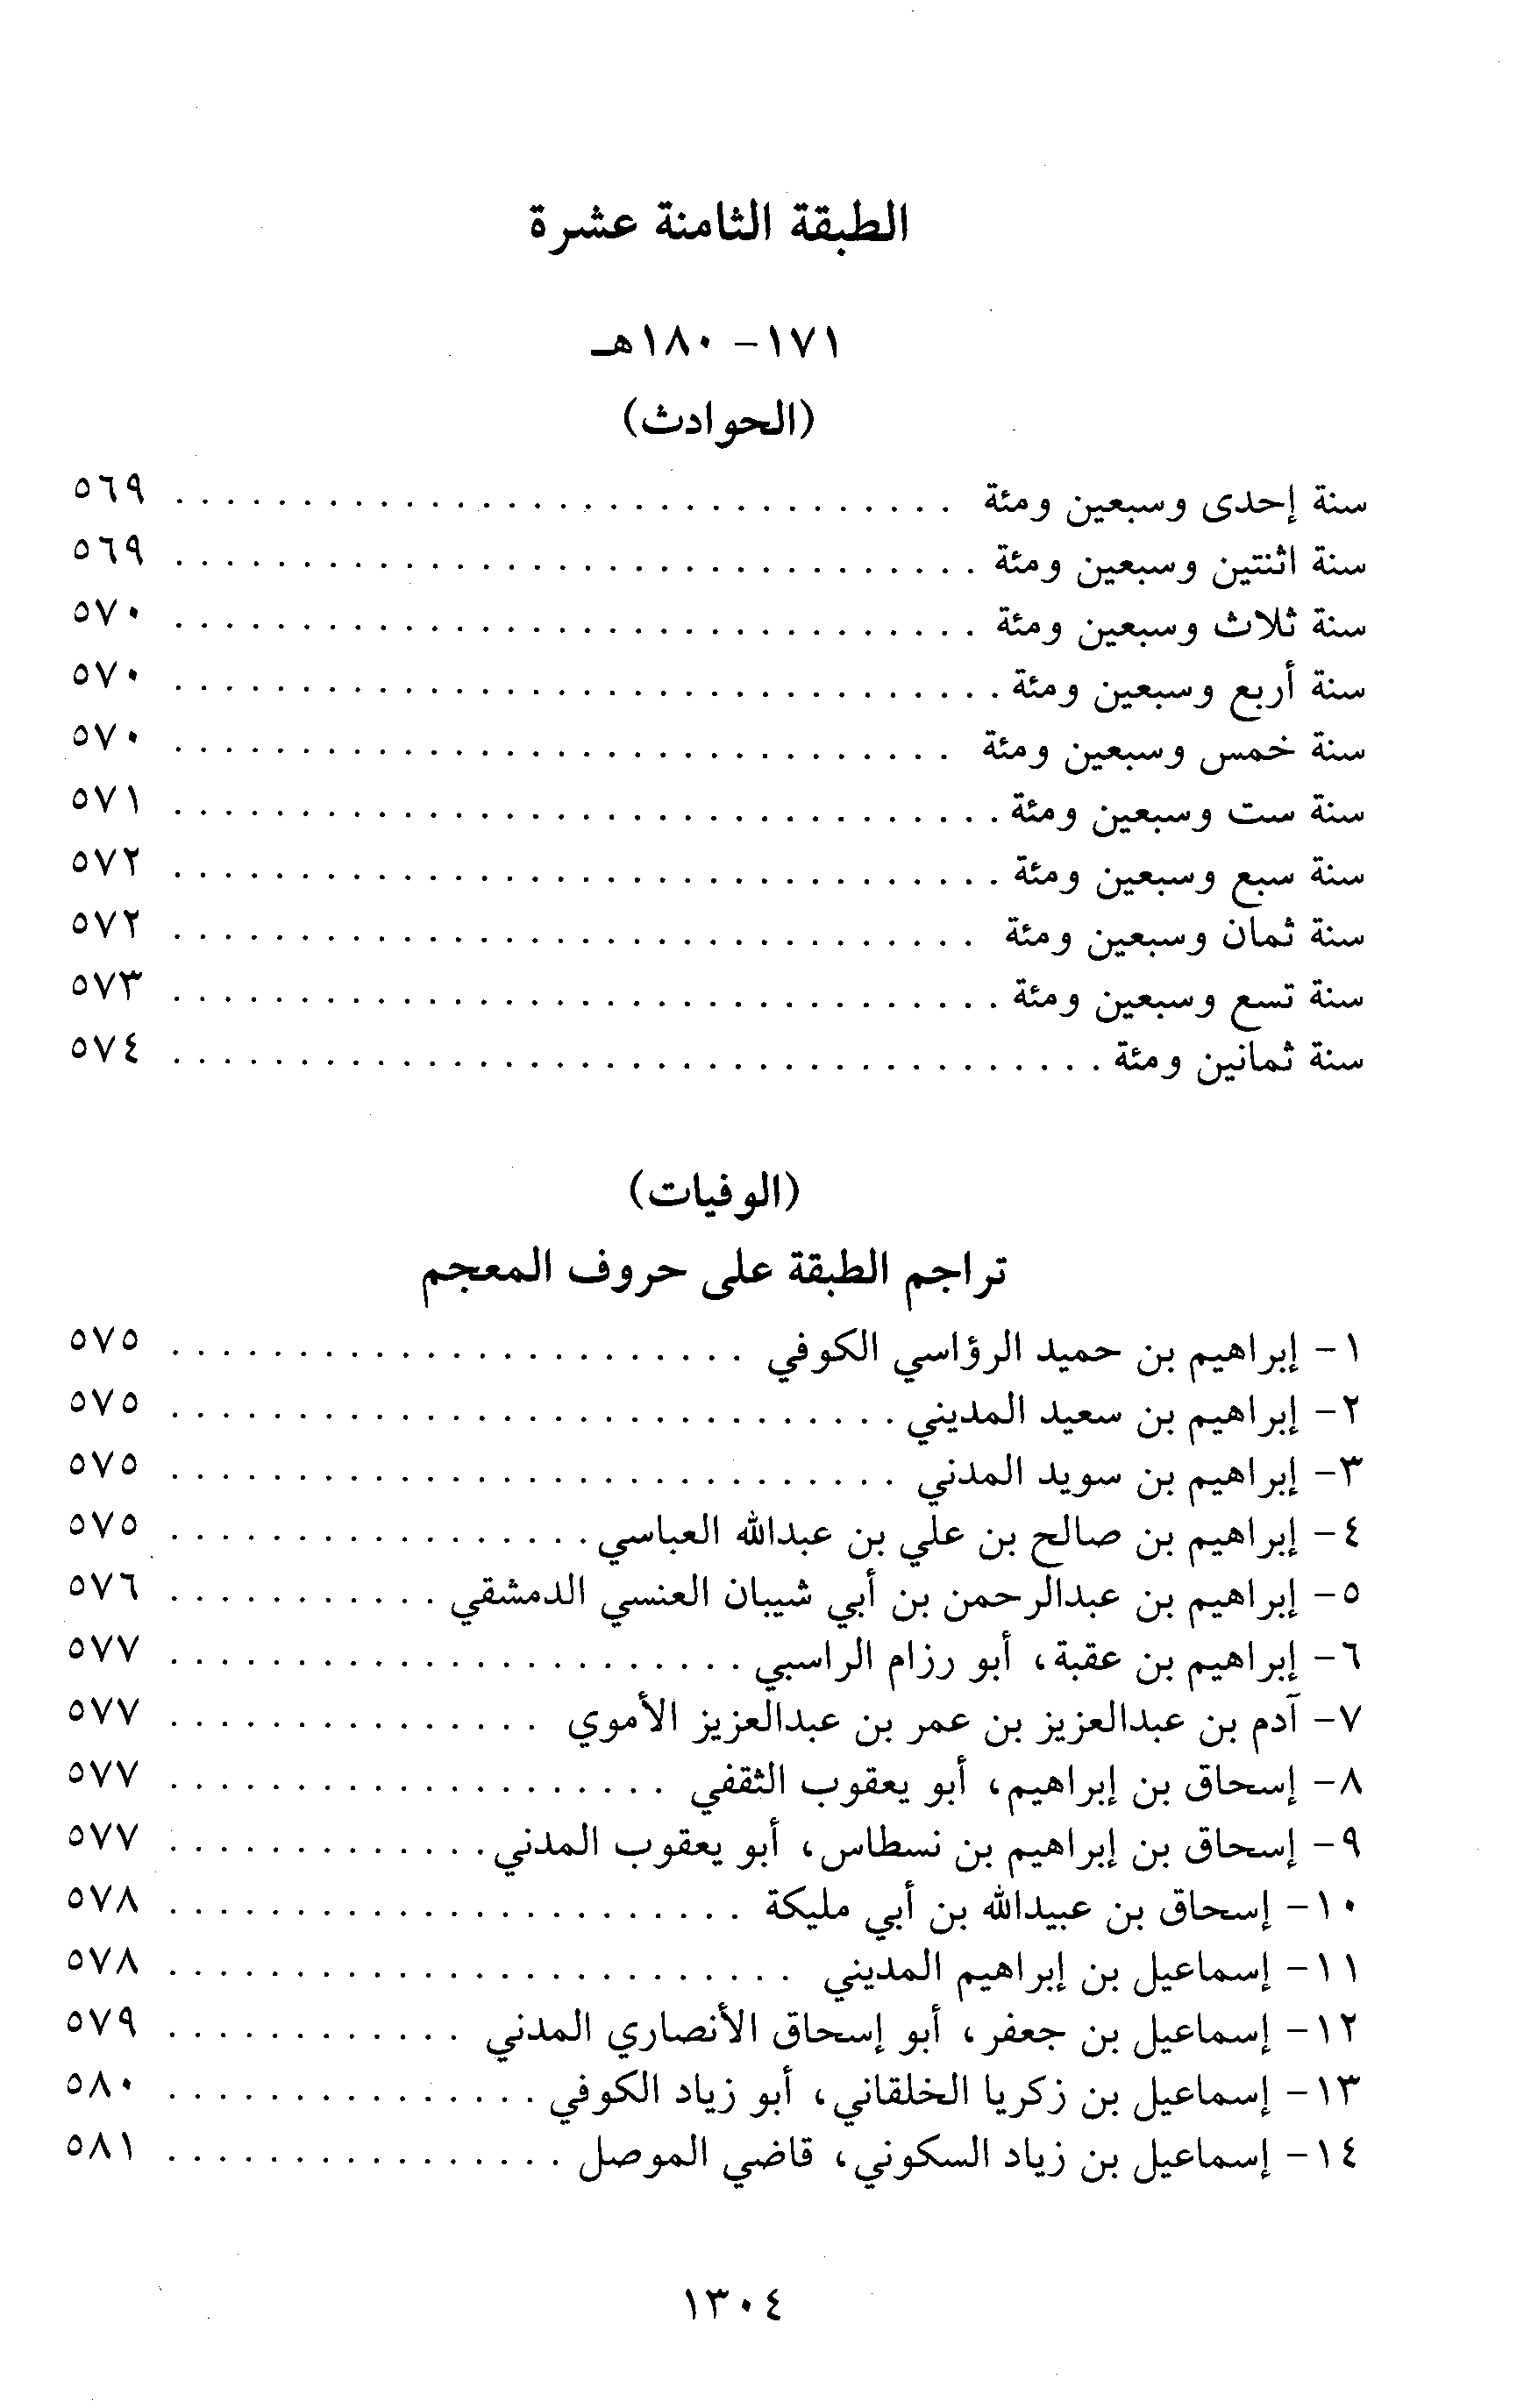 الطبقة الثامنة عشرة
١٧١ - ١٨٠هـ
(الحوادث)
سنة إحدى وسبعين ومئة . . . . . . . . . . . . . . . . . . . . . . . . . . . . . . . ٥٦٩
سنة اثنتين وسبعين ومئة . . . . . . . . . . . . . . . . . . . . . . . . . . . . . . . . ٥٦٩
سنة ثلاث وسبعين ومئة . . . . . . . . . . . . . . . . . . . . . . . . . . . . . . . . ٥٧٠
سنة أربع وسبعين ومئة . . . . . . . . . . . . . . . . . . . . . . . . . . . . . . . . . ٥٧٠
سنة خمس وسبعين ومئة . . . . . . . . . . . . . . . . . . . . . . . . . . . . . . . ٥٧٠
سنة ست وسبعين ومئة . . . . . . . . . . . . . . . . . . . . . . . . . . . . . . . . . ٥٧١
سنة سبع وسبعين ومئة . . . . . . . . . . . . . . . . . . . . . . . . . . . . . . . . . ٥٧٢
سنة ثمان وسبعين ومئة . . . . . . . . . . . . . . . . . . . . . . . . . . . . . . . . ٥٧٢
سنة تسع وسبعين ومئة . . . . . . . . . . . . . . . . . . . . . . . . . . . . . . . . . ٥٧٣
سنة ثمانين ومئة . . . . . . . . . . . . . . . . . . . . . . . . . . . . . . . . . . . . . ٥٧٤
(الوفيات)
تراجم الطبقة على حروف المعجم
١- إبراهيم بن حميد الرؤاسي الكوفي . . . . . . . . . . . . . . . . . . . . . . . ٥٧٥
٢- إبراهيم بن سعيد المديني . . . . . . . . . . . . . . . . . . . . . . . . . . . . . ٥٧٥
٣- إبراهيم بن سويد المدني . . . . . . . . . . . . . . . . . . . . . . . . . . . . . ٥٧٥
٤- إبراهيم بن صالح بن علي بن عبدالله العباسي . . . . . . . . . . . . . . . . . ٥٧٥
٥- إبراهيم بن عبدالرحمن بن أبي شيبان العنسي الدمشقي . . . . . . . . . . . ٥٧٦
٦- إبراهيم بن عقبة، أبو رزام الراسبي . . . . . . . . . . . . . . . . . . . . . . . ٥٧٧
٧- آدم بن عبدالعزيز بن عمر بن عبدالعزيز الأموي . . . . . . . . . . . . . . . ٥٧٧
٨- إسحاق بن إبراهيم، أبو يعقوب الثقفي . . . . . . . . . . . . . . . . . . . . ٥٧٧
٩- إسحاق بن إبراهيم بن نسطاس، أبو يعقوب المدني . . . . . . . . . . . . . ٥٧٧
١٠- إسحاق بن عبيدالله بن أبي مليكة . . . . . . . . . . . . . . . . . . . . . . . ٥٧٨
١١- إسماعيل بن إبراهيم المديني . . . . . . . . . . . . . . . . . . . . . . . . . ٥٧٨
١٢- إسماعيل بن جعفر، أبو إسحاق الأنصاري المدني . . . . . . . . . . . . ٥٧٩
١٣- إسماعيل بن زكريا الخلقاني، أبو زياد الكوفي . . . . . . . . . . . . . . . ٥٨٠
١٤- إسماعيل بن زياد السكوني، قاضي الموصل . . . . . . . . . . . . . . . . ٥٨١
١٣٠٤